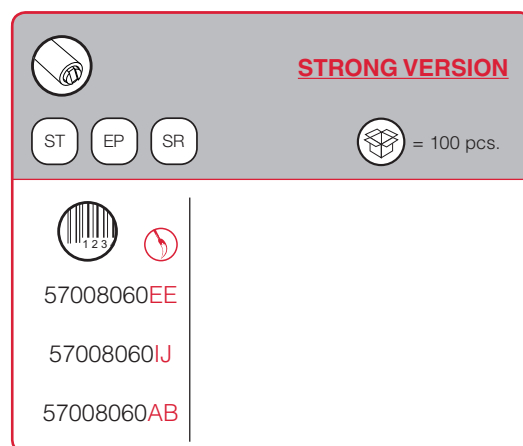 STRONG VERSION
ST EP SR = 100 pcs.
123
57008060EE
57008060IJ
57008060AB